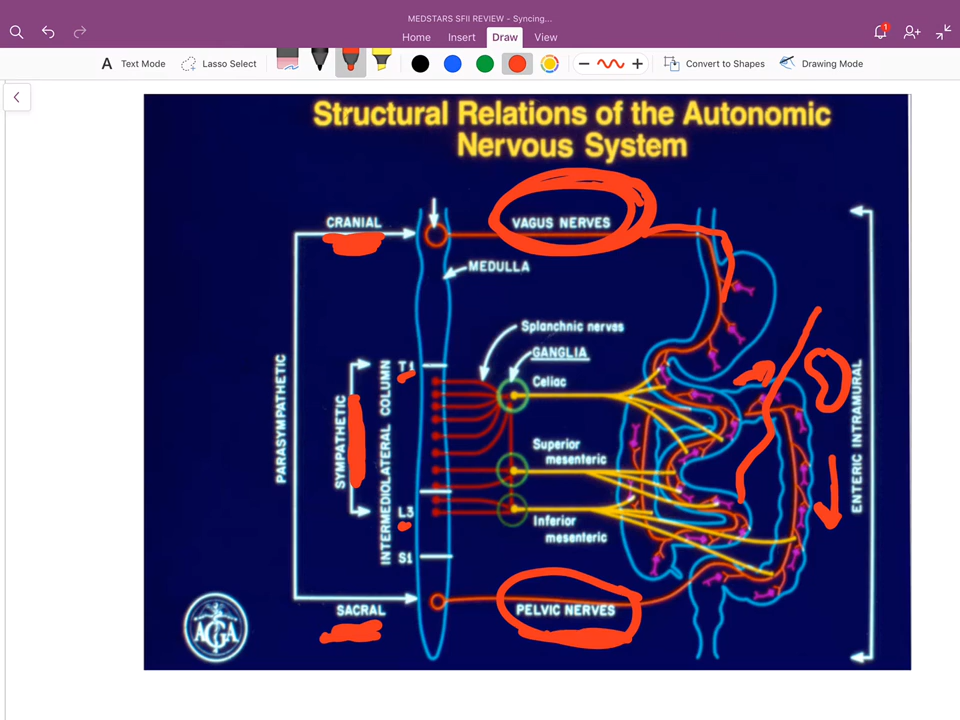 MEDSTARS SFII REVIEW - Syncing...
Home Insert Draw View
1
Text Mode
Lasso Select
Convert to Shapes
Drawing Mode
Structural Relations of the Autonomic
Nervous System
CRANIAL
VAGUS NERVES
MEDULLA
Splanchnic nerves
GANGLIA
T1
Celiac
PARASYMPATHETIC
SYMPATHETIC
INTERMEDIOLATERAL COLUMN
ENTERIC INTRAMURAL
Superior
mesenteric
L3
Inferior
mesenteric
S1
SACRAL
PELVIC NERVES
AGA